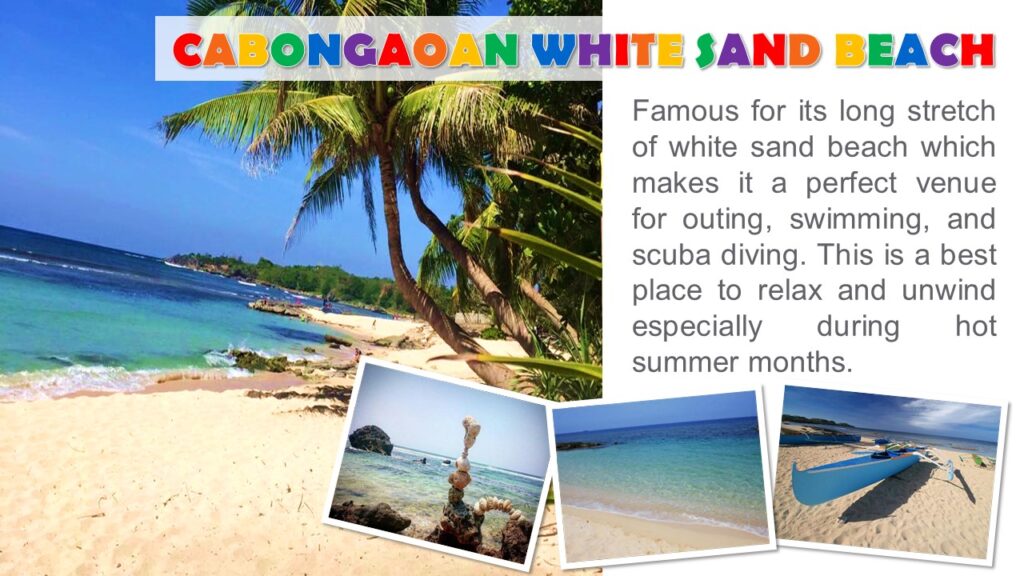 CABONGAOAN WHITE SAND BEACH
Famous for its long stretch
of white sand beach which
makes it a perfect venue
for outing, swimming, and
scuba diving. This is a best
place to relax and unwind
especially during hot
summer months.